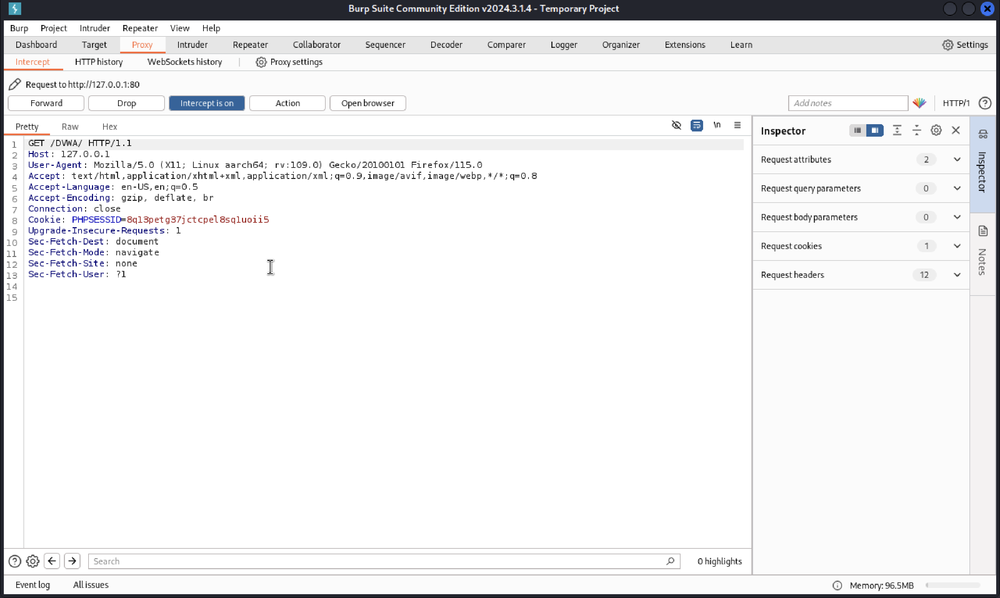 Burp Suite Community Edition v2024.3.1.4 - Temporary Project
Burp Project Intruder Repeater View Help
Dashboard Target Proxy Intruder Repeater Collaborator Sequencer Decoder Comparer Logger Organizer Extensions Learn Settings
Intercept HTTP history WebSockets history | Proxy settings
Request to http://127.0.0.1:80
Forward Drop Intercept is on Action Open browser Add notes HTTP/1
Pretty Raw Hex \n
Inspector
1 GET /DVWA/ HTTP/1.1
2 Host: 127.0.0.1
3 User-Agent: Mozilla/5.0 (X11; Linux aarch64; rv:109.0) Gecko/20100101 Firefox/115.0
4 Accept: text/html,application/xhtml+xml,application/xml;q=0.9,image/avif,image/webp,*/*;q=0.8
5 Accept-Language: en-US,en;q=0.5
6 Accept-Encoding: gzip, deflate, br
7 Connection: close
8 Cookie: PHPSESSID=8ql3petg37jctcpel8sq1uoii5
9 Upgrade-Insecure-Requests: 1
10 Sec-Fetch-Dest: document
11 Sec-Fetch-Mode: navigate
12 Sec-Fetch-Site: none
13 Sec-Fetch-User: ?1
14
15
Request attributes 2
Request query parameters 0
Request body parameters 0
Request cookies 1
Request headers 12
Inspector
Notes
Search 0 highlights
Event log All issues Memory: 96.5MB